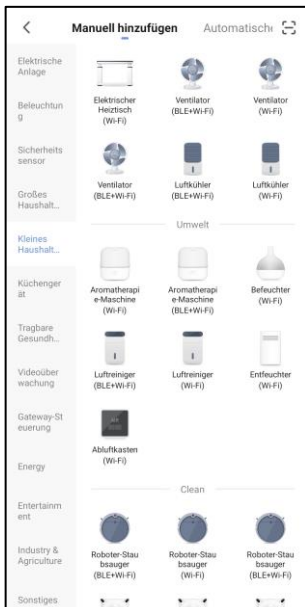 Manuell hinzufügen
Automatische
Elektrische
Anlage
Beleuchtun
g
Sicherheits
sensor
Großes
Haushalt...
Kleines
Haushalt...
Küchenger
ät
Tragbare
Gesundh...
Videoüber
wachung
Gateway-St
euerung
Energy
Entertainm
ent
Industry &
Agriculture
Sonstiges
Elektrischer
Heiztisch
(Wi-Fi)
Ventilator
(BLE+Wi-Fi)
Ventilator
(Wi-Fi)
Ventilator
(BLE+Wi-Fi)
Luftkühler
(BLE+Wi-Fi)
Luftkühler
(Wi-Fi)
Umwelt
Aromatherapi
e-Maschine
(Wi-Fi)
Aromatherapi
e-Maschine
(BLE+Wi-Fi)
Befeuchter
(Wi-Fi)
Luftreiniger
(BLE+Wi-Fi)
Luftreiniger
(Wi-Fi)
Entfeuchter
(Wi-Fi)
Abluftkasten
(Wi-Fi)
Clean
Roboter-Stau
bsauger
(BLE+Wi-Fi)
Roboter-Stau
bsauger
(Wi-Fi)
Roboter-Stau
bsauger
(BLE+Wi-Fi)